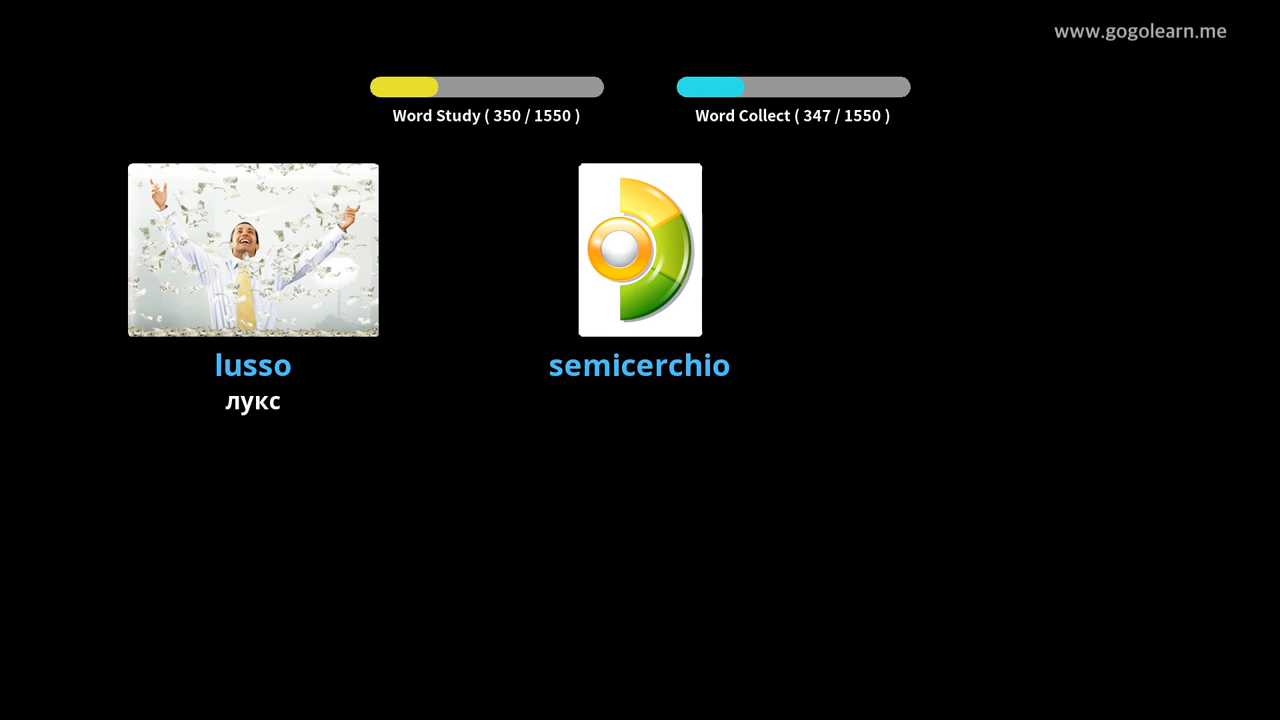 www.gogolearn.me
Word Study ( 350 / 1550 )
Word Collect ( 347 / 1550 )
lusso
лукс
semicerchio